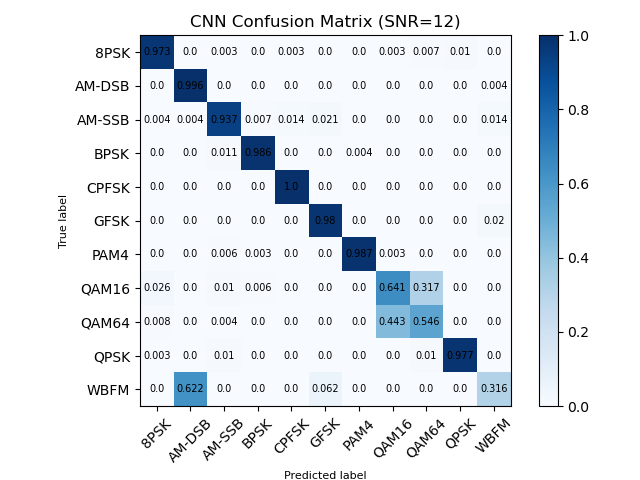 CNN Confusion Matrix (SNR=12)
8PSK 0.973 0.0 0.003 0.0 0.003 0.0 0.0 0.003 0.007 0.01 0.0
AM-DSB 0.0 0.996 0.0 0.0 0.0 0.0 0.0 0.0 0.0 0.0 0.004
AM-SSB 0.004 0.004 0.937 0.007 0.014 0.021 0.0 0.0 0.0 0.0 0.014
BPSK 0.0 0.0 0.011 0.986 0.0 0.0 0.004 0.0 0.0 0.0 0.0
CPFSK 0.0 0.0 0.0 0.0 1.0 0.0 0.0 0.0 0.0 0.0 0.0
GFSK 0.0 0.0 0.0 0.0 0.0 0.98 0.0 0.0 0.0 0.0 0.02
PAM4 0.0 0.0 0.006 0.003 0.0 0.0 0.987 0.003 0.0 0.0 0.0
QAM16 0.026 0.0 0.01 0.006 0.0 0.0 0.0 0.641 0.317 0.0 0.0
QAM64 0.008 0.0 0.004 0.0 0.0 0.0 0.0 0.443 0.546 0.0 0.0
QPSK 0.003 0.0 0.01 0.0 0.0 0.0 0.0 0.0 0.01 0.977 0.0
WBFM 0.0 0.622 0.0 0.0 0.0 0.062 0.0 0.0 0.0 0.0 0.316
8PSK AM-DSB AM-SSB BPSK CPFSK GFSK PAM4 QAM16 QAM64 QPSK WBFM
Predicted label
True label
1.0
0.8
0.6
0.4
0.2
0.0